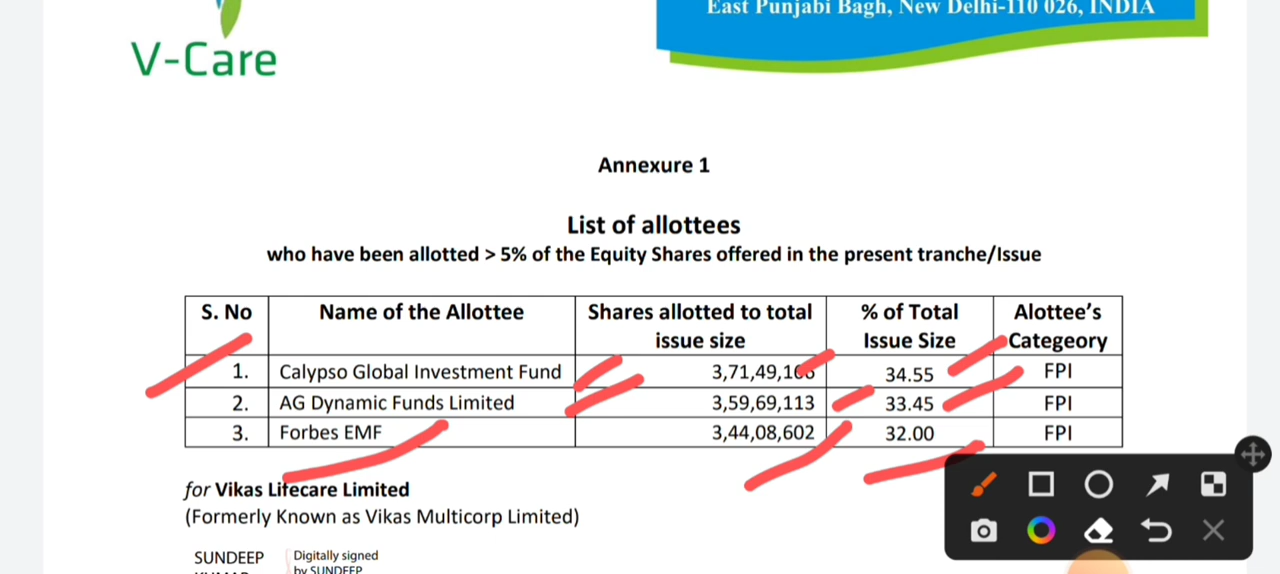 East Punjabi Bagh, New Delhi-110 026, INDIA
V-Care
Annexure 1
List of allottees
who have been allotted > 5% of the Equity Shares offered in the present tranche/Issue
S. No Name of the Allottee Shares allotted to total issue size % of Total Issue Size Alottee's Categeory
1. Calypso Global Investment Fund 34.55 FPI
2. AG Dynamic Funds Limited 3,59,69,113 33.45 FPI
3. Forbes EMF 3,44,08,602 32.00 FPI
for Vikas Lifecare Limited
(Formerly Known as Vikas Multicorp Limited)
SUNDEEP Digitally signed
by SUNDEEP